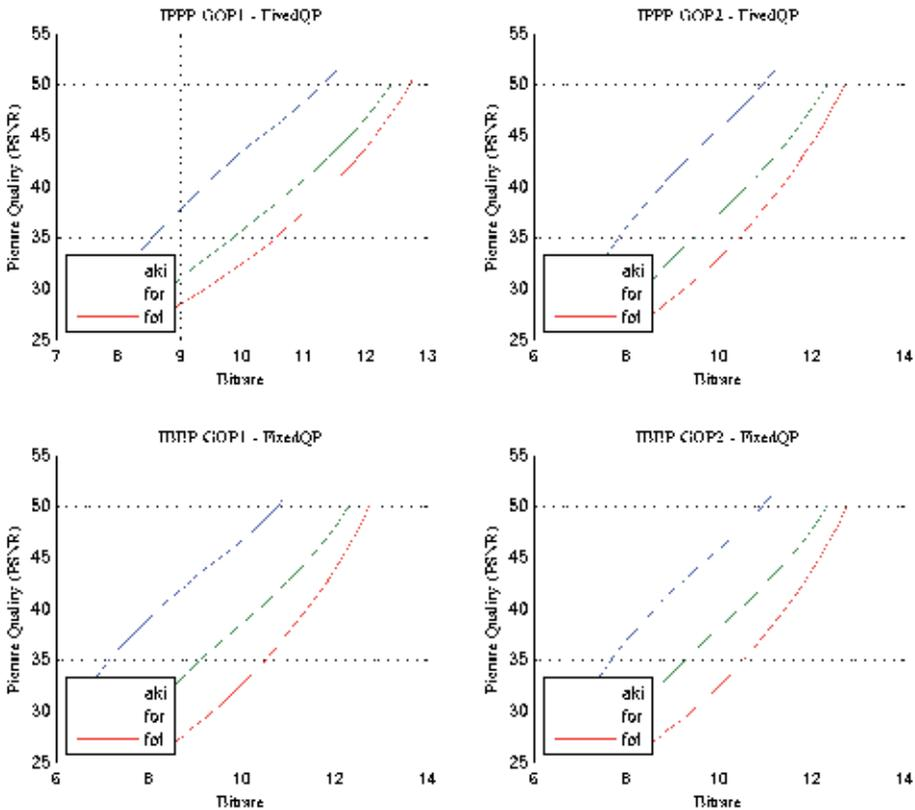 IPPP GOP1 - FixedQP
55
50
45
40
35
30
25
Picture Quality (PSNR)
aki
for
fot
7 8 9 10 11 12 13
Bitrate
IPPP GOP2 - FixedQP
55
50
45
40
35
30
25
Picture Quality (PSNR)
aki
for
fot
6 8 10 12 14
Bitrate
IBBP GOP1 - FixedQP
55
50
45
40
35
30
25
Picture Quality (PSNR)
aki
for
fot
6 8 10 12 14
Bitrate
IBBP GOP2 - FixedQP
55
50
45
40
35
30
25
Picture Quality (PSNR)
aki
for
fot
6 8 10 12 14
Bitrate